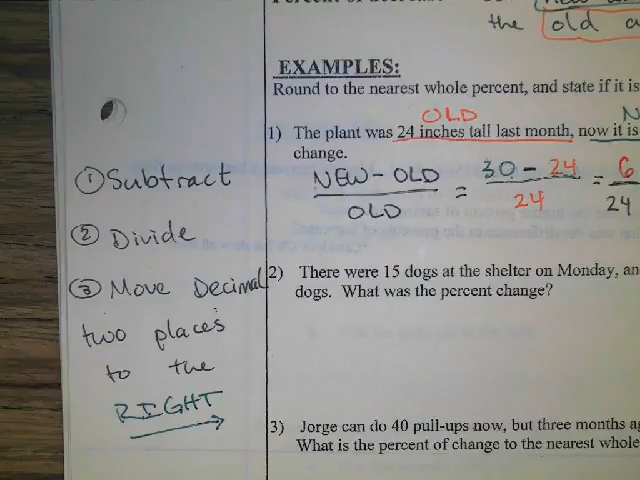 the old a
EXAMPLES:
Round to the nearest whole percent, and state if it is
OLD N
1) The plant was 24 inches tall last month, now it is
change.
NEW - OLD / OLD = 30 - 24 / 24 = 6 / 24
① Subtract
② Divide
③ Move Decimal
two places
to the
RIGHT
2) There were 15 dogs at the shelter on Monday, an
dogs. What was the percent change?
3) Jorge can do 40 pull-ups now, but three months a
What is the percent of change to the nearest whole